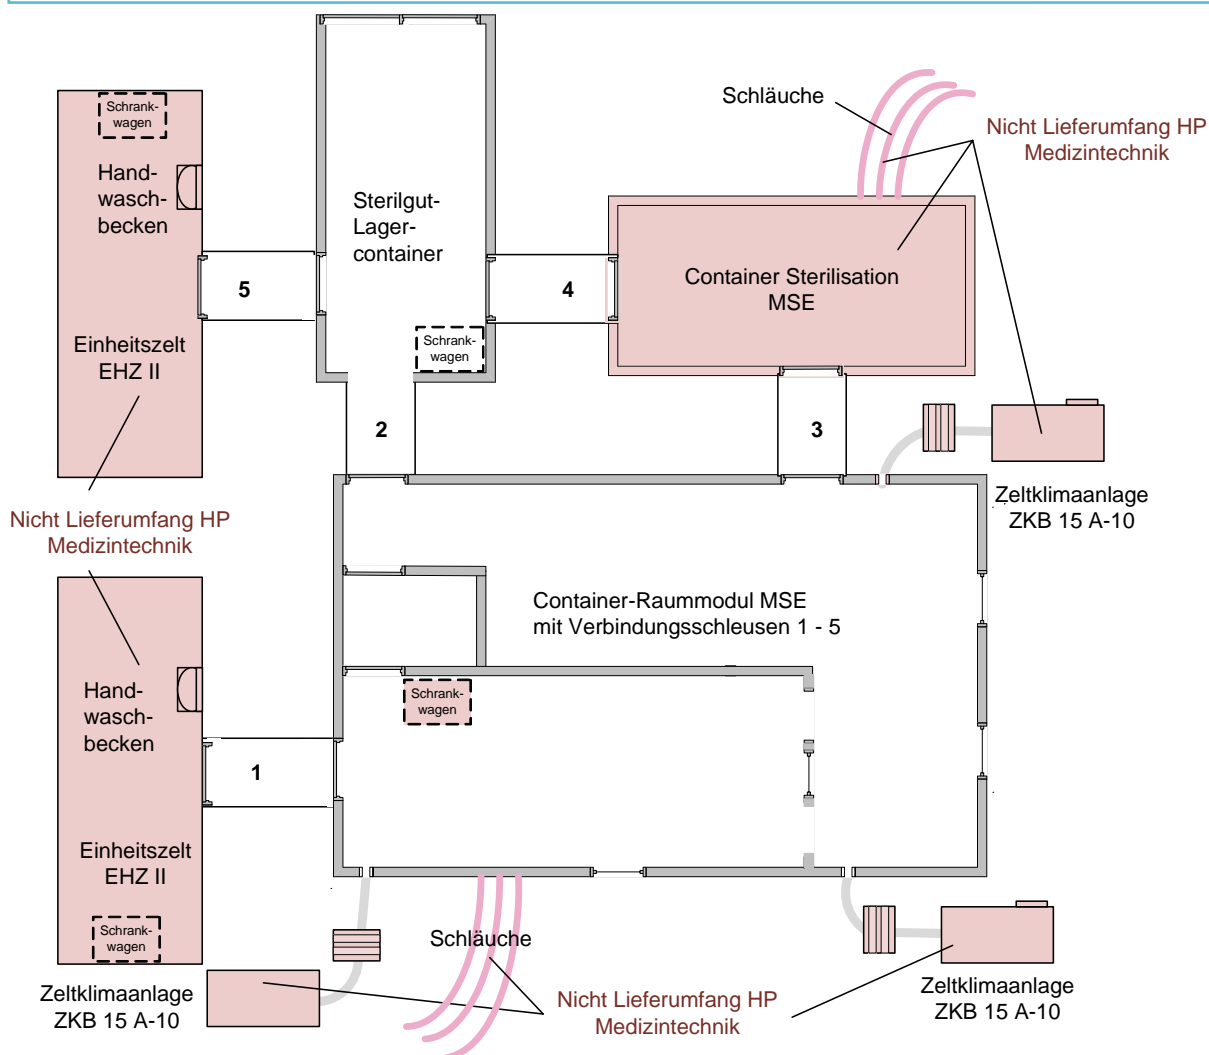 Schläuche
Nicht Lieferumfang HP
Medizintechnik
Schrank-
wagen
Hand-
wasch-
becken
Sterilgut-
Lager-
container
Container Sterilisation
MSE
5
4
Einheitszelt
EHZ II
Schrank-
wagen
2
3
Zeltklimaanlage
ZKB 15 A-10
Nicht Lieferumfang HP
Medizintechnik
Container-Raummodul MSE
mit Verbindungsschleusen 1 - 5
Hand-
wasch-
becken
Schrank-
wagen
1
Einheitszelt
EHZ II
Schrank-
wagen
Schläuche
Zeltklimaanlage
ZKB 15 A-10
Nicht Lieferumfang HP
Medizintechnik
Zeltklimaanlage
ZKB 15 A-10